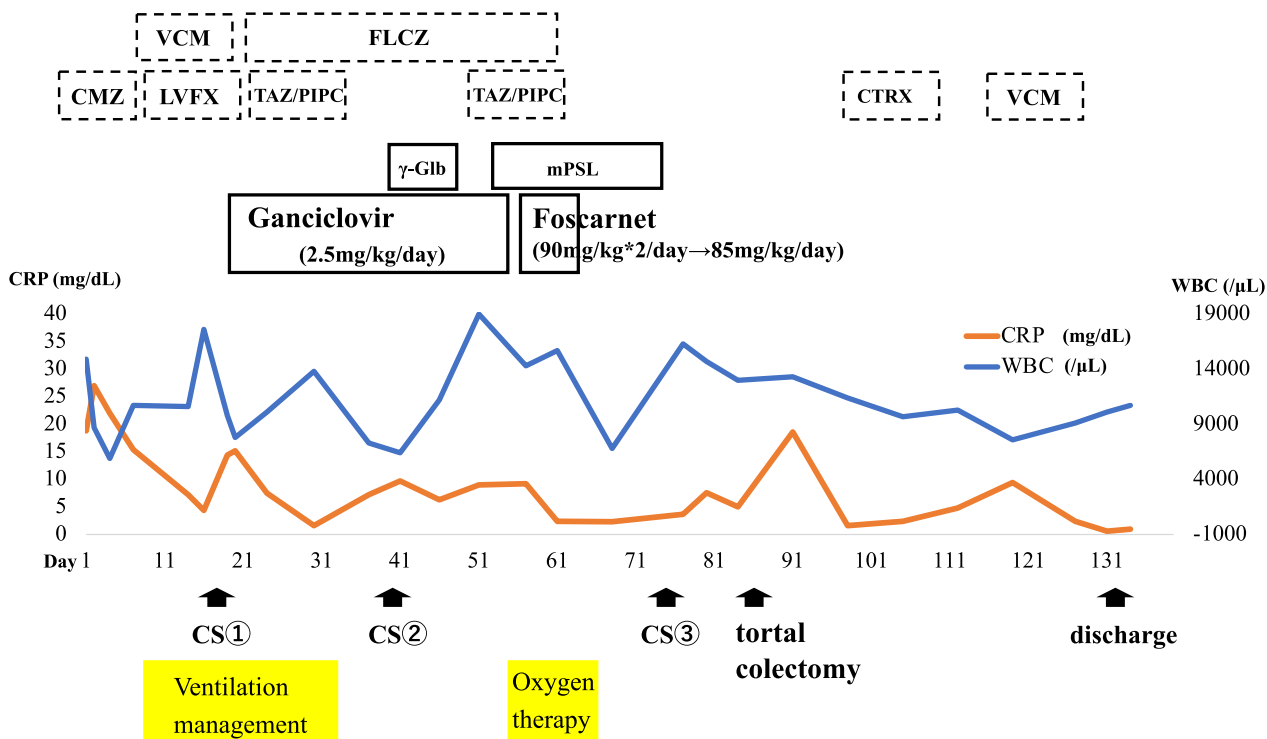 VCM
FLCZ
CMZ
LVFX
TAZ/PIPC
TAZ/PIPC
CTRX
VCM
γ-Glb
mPSL
Ganciclovir
(2.5mg/kg/day)
Foscarnet
(90mg/kg*2/day→85mg/kg/day)
CRP (mg/dL)
WBC (/μL)
40
35
30
25
20
15
10
5
0
19000
14000
9000
4000
-1000
CRP (mg/dL)
WBC (/μL)
Day 1 11 21 31 41 51 61 71 81 91 101 111 121 131
CS①
CS②
CS③
tortal
colectomy
discharge
Ventilation
management
Oxygen
therapy